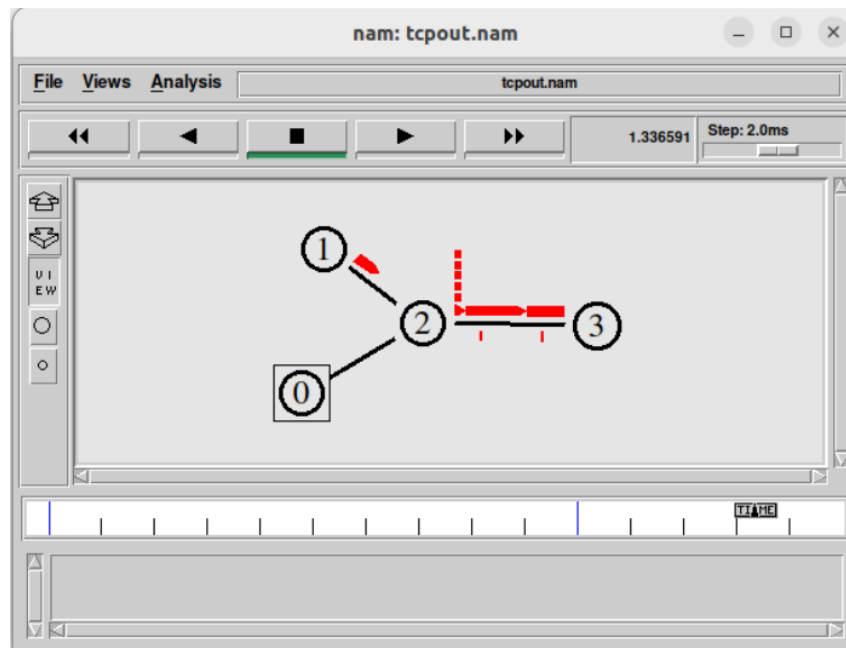 nam: tcpout.nam
File Views Analysis tcpout.nam
1.336591 Step: 2.0ms
V I
E W
1
2
3
0
TIME